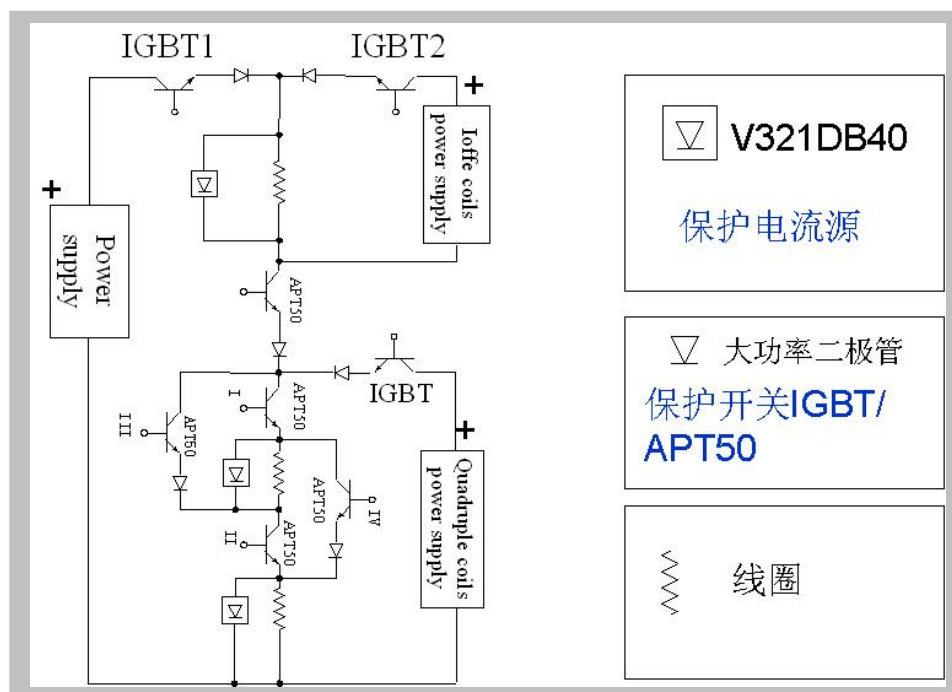 IGBT1
IGBT2
+
Ioffe coils
power supply
+
Power
supply
APT50
IGBT
I
APT50
III
APT50
+
Quadruple coils
power supply
APT50
IV
II
APT50
V321DB40
保护电流源
大功率二极管
保护开关IGBT/
APT50
线圈